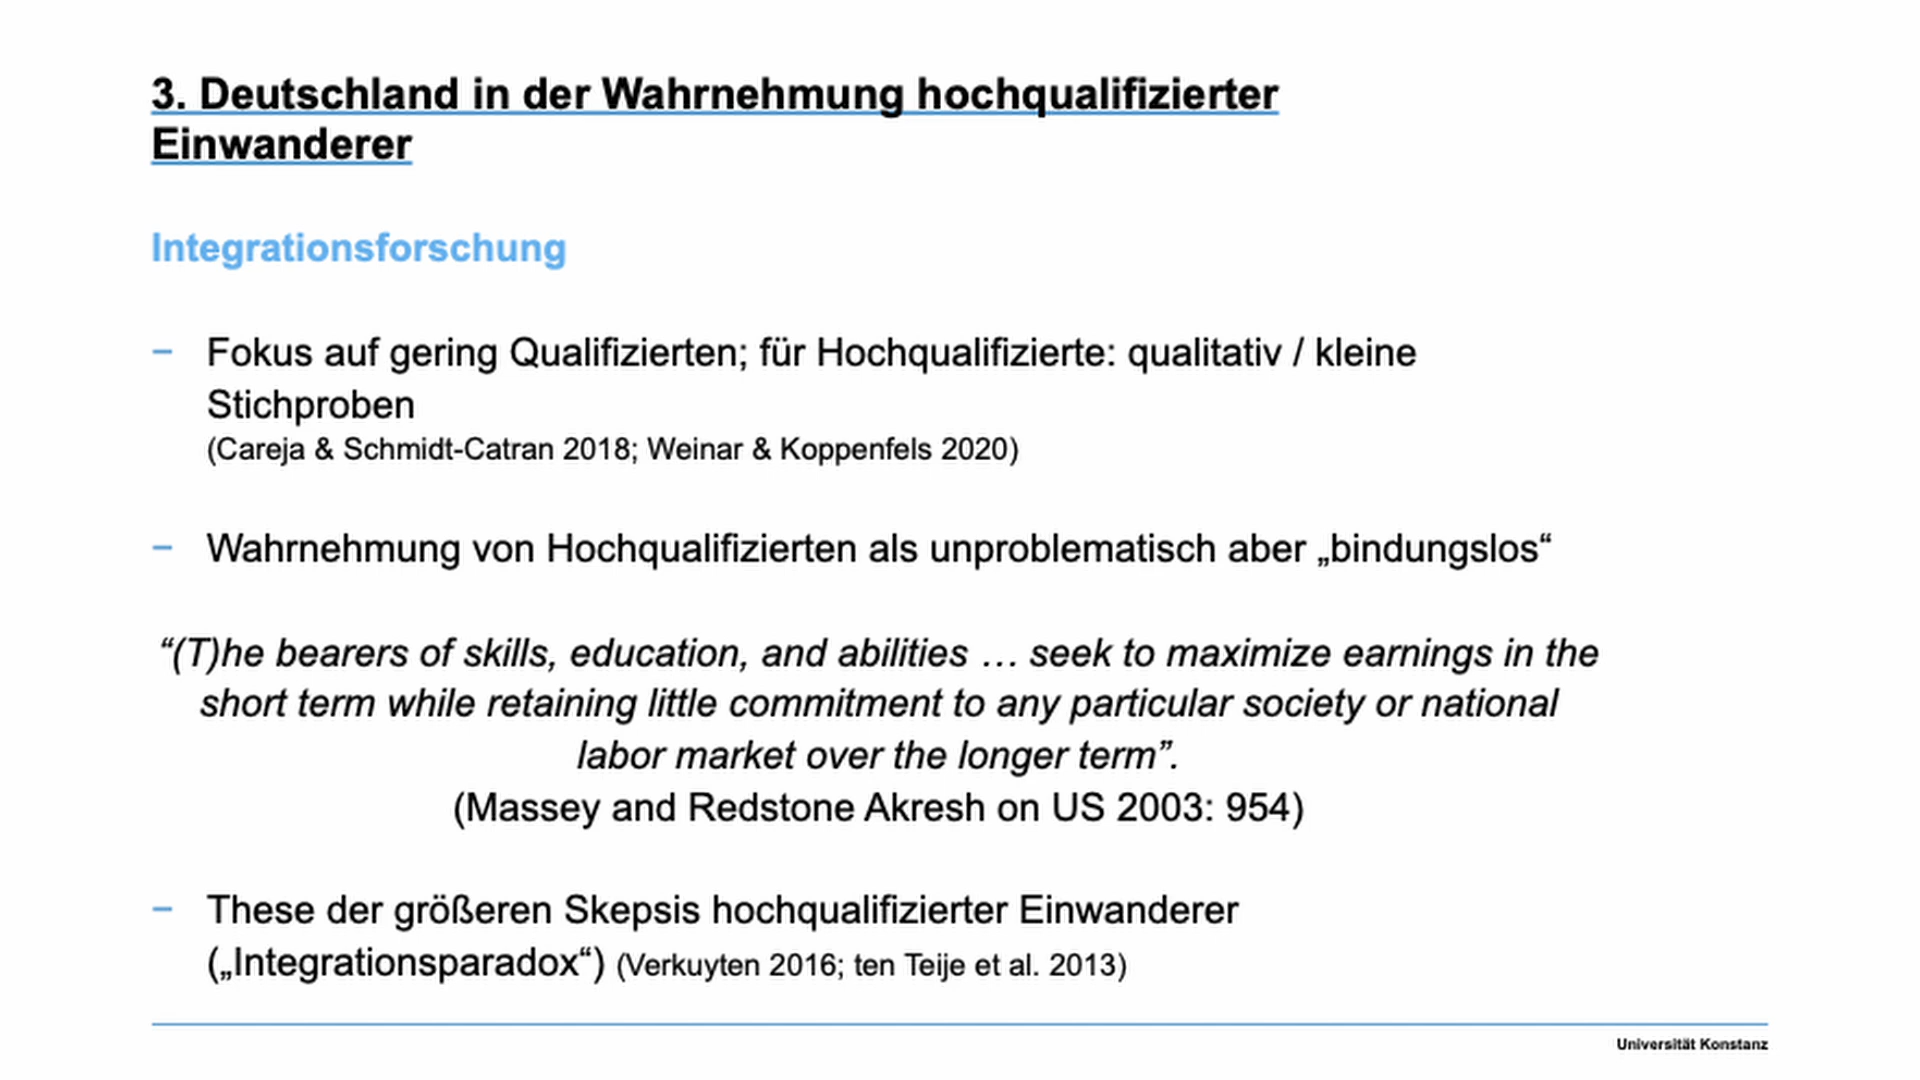 3. Deutschland in der Wahrnehmung hochqualifizierter
Einwanderer
Integrationsforschung
– Fokus auf gering Qualifizierten; für Hochqualifizierte: qualitativ / kleine
Stichproben
(Careja & Schmidt-Catran 2018; Weinar & Koppenfels 2020)
– Wahrnehmung von Hochqualifizierten als unproblematisch aber „bindungslos“
“(T)he bearers of skills, education, and abilities … seek to maximize earnings in the
short term while retaining little commitment to any particular society or national
labor market over the longer term”.
(Massey and Redstone Akresh on US 2003: 954)
– These der größeren Skepsis hochqualifizierter Einwanderer
(„Integrationsparadox“) (Verkuyten 2016; ten Teije et al. 2013)
Universität Konstanz